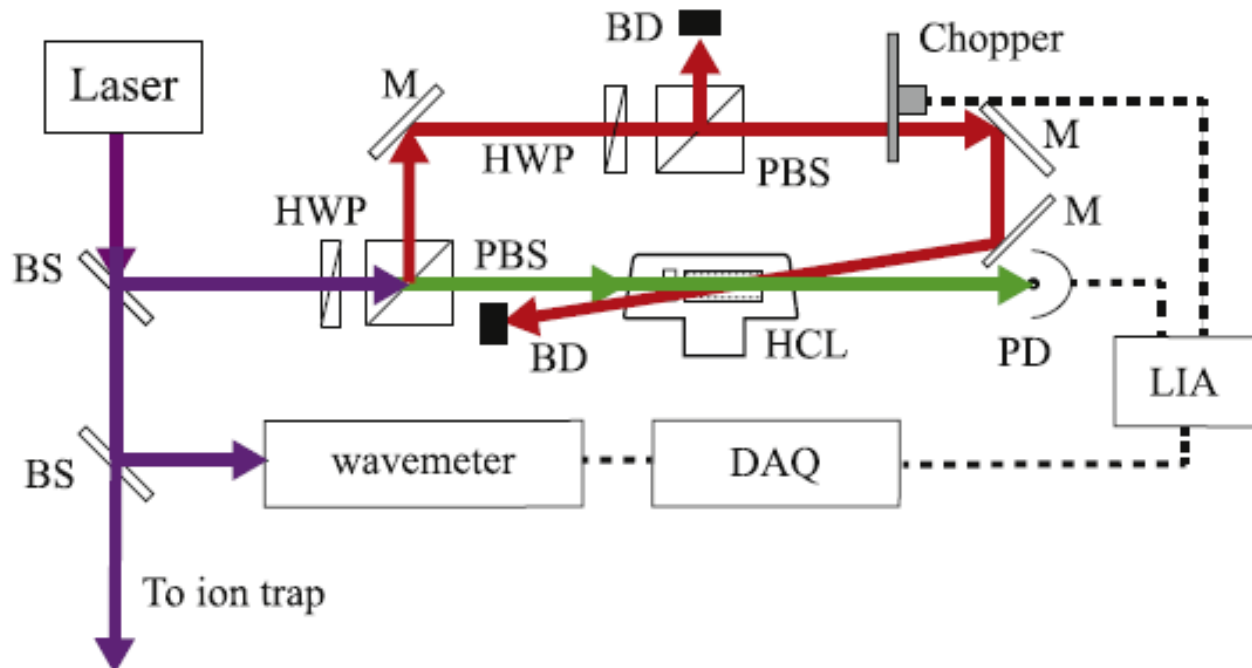 BD
Chopper
Laser
M
HWP
PBS
M
HWP
M
BS
PBS
BD
HCL
PD
LIA
BS
wavemeter
DAQ
To ion trap